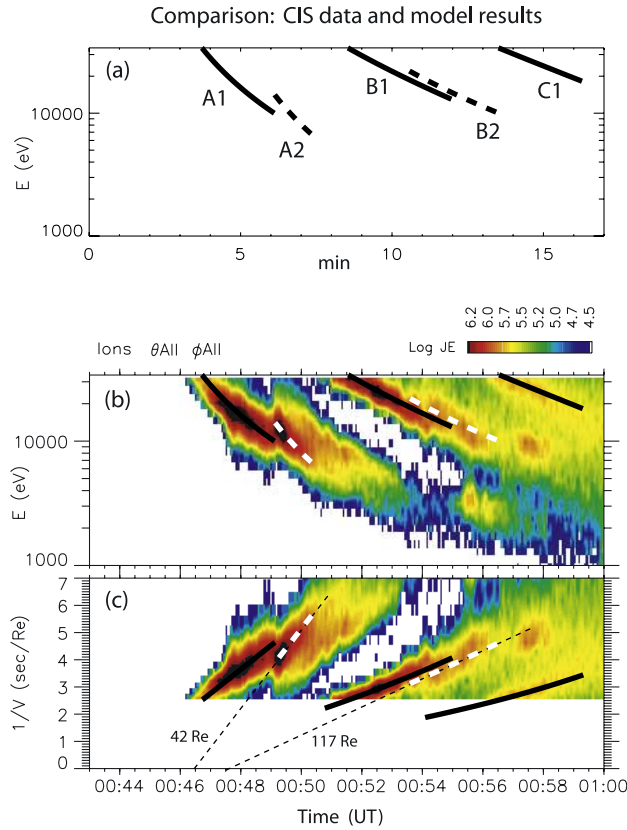 Comparison: CIS data and model results
(a)
A1
A2
B1
B2
C1
E (eV)
10000
1000
0 5 10 15
min
6.2 6.0 5.7 5.5 5.2 5.0 4.7 4.5
Ions θAll ϕAll
Log JE
(b)
E (eV)
10000
1000
(c)
1/V (sec/Re)
7
6
5
4
3
2
1
0
42 Re
117 Re
00:44 00:46 00:48 00:50 00:52 00:54 00:56 00:58 01:00
Time (UT)